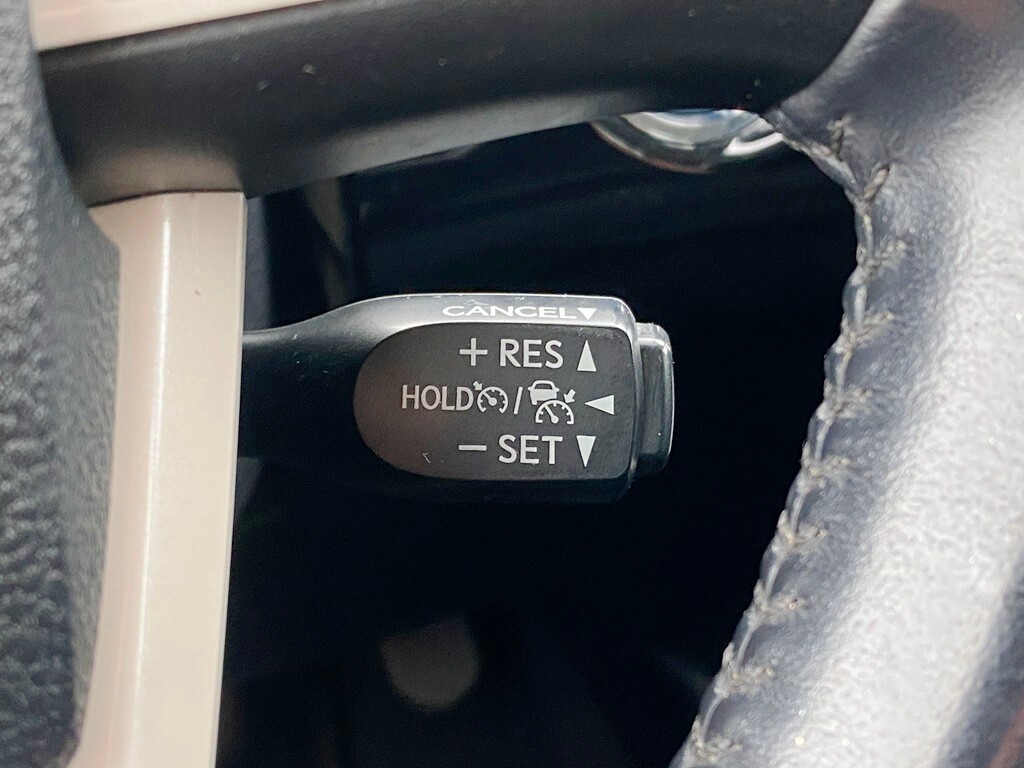 CANCEL▼
+ RES ▲
HOLD / ◀
− SET ▼